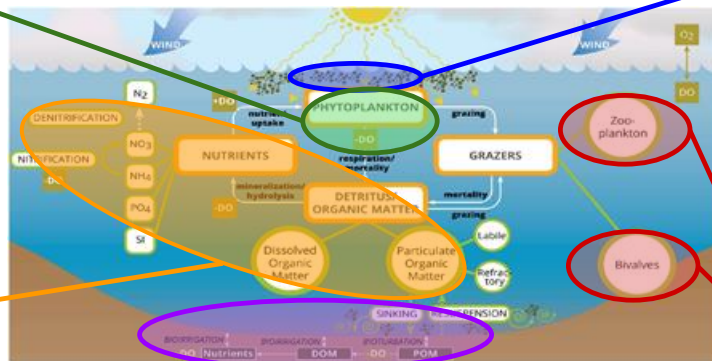 WIND
WIND
O2
DO
N2
DENITRIFICATION
+DO
nutrient
uptake
PHYTOPLANKTON
-DO
respiration/
mortality
grazing
Zoo-
plankton
NITRIFICATION
-DO
NO3
NH4
PO4
SI
NUTRIENTS
GRAZERS
mineralization/
hydrolysis
-DO
DETRITUS/
ORGANIC MATTER
mortality
grazing
Dissolved
Organic
Matter
Particulate
Organic
Matter
Labile
Refrac-
tory
Bivalves
SINKING
RESUSPENSION
BIOIRRIGATION
BIOIRRIGATION
BIOTURBATION
-DO
Nutrients
DOM
-DO
POM